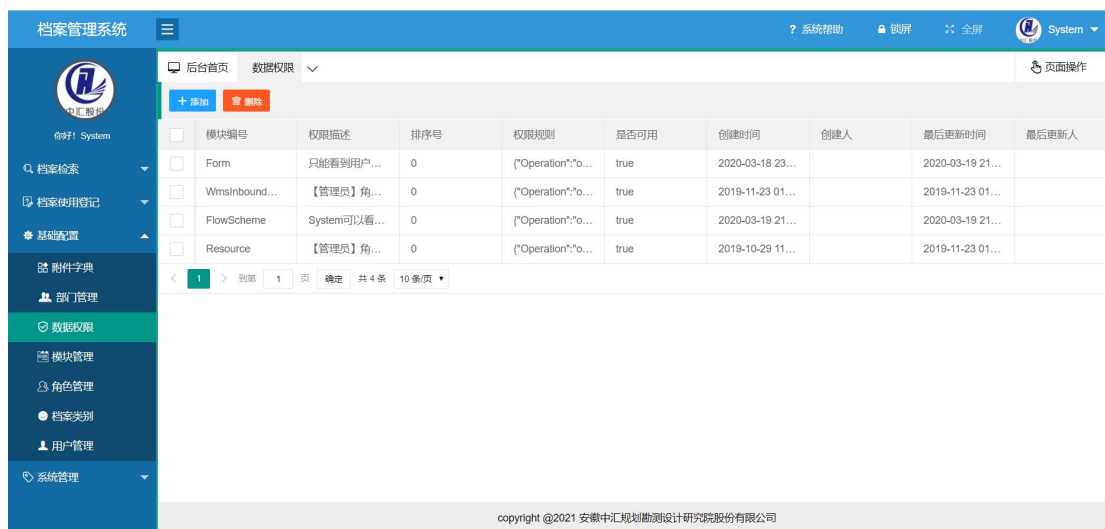 档案管理系统
? 系统帮助
锁屏
全屏
System
中汇股份
你好! System
档案检索
档案使用登记
基础配置
附件字典
部门管理
数据权限
模块管理
角色管理
档案类别
用户管理
系统管理
后台首页 数据权限 页面操作
添加 删除
模块编号 权限描述 排序号 权限规则 是否可用 创建时间 创建人 最后更新时间 最后更新人
Form 只能看到用户... 0 {"Operation":"o... true 2020-03-18 23... 2020-03-19 21...
WmsInbound... 【管理员】角... 0 {"Operation":"o... true 2019-11-23 01... 2019-11-23 01...
FlowScheme System可以看... 0 {"Operation":"o... true 2020-03-19 21... 2020-03-19 21...
Resource 【管理员】角... 0 {"Operation":"o... true 2019-10-29 11... 2019-11-23 01...
1 到第 1 页 确定 共 4 条 10 条/页
copyright @2021 安徽中汇规划勘测设计研究院股份有限公司